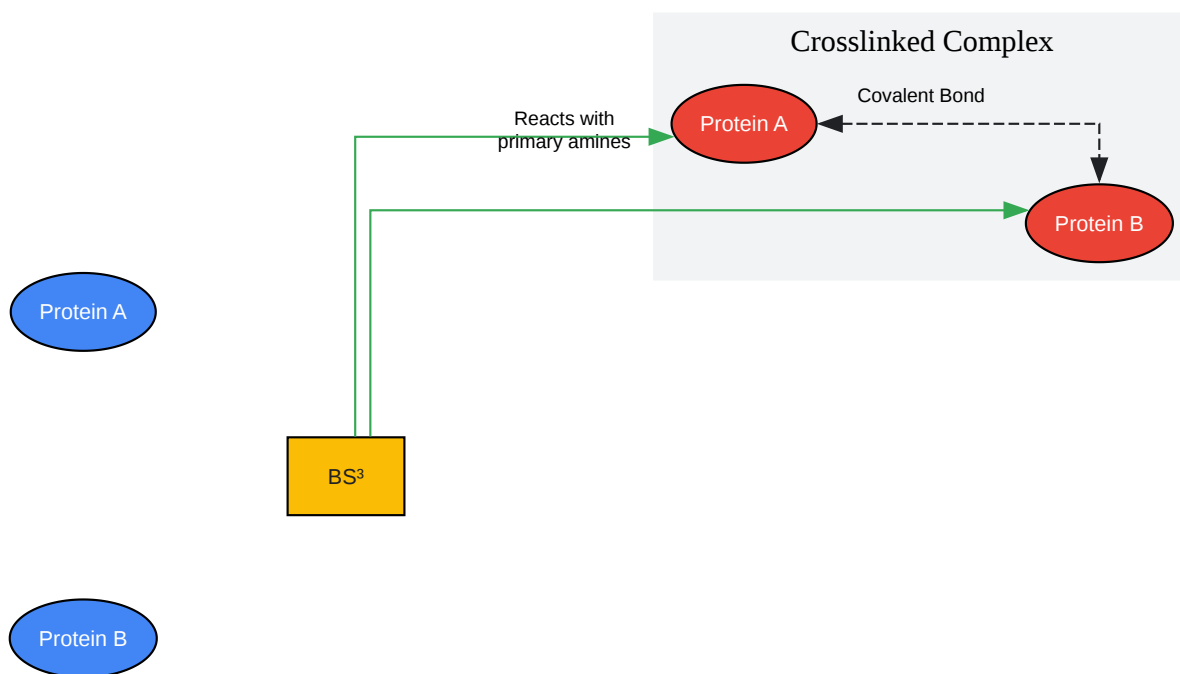 Crosslinked Complex
Covalent Bond
Reacts with
primary amines
Protein A
Protein B
Protein A
BS³
Protein B